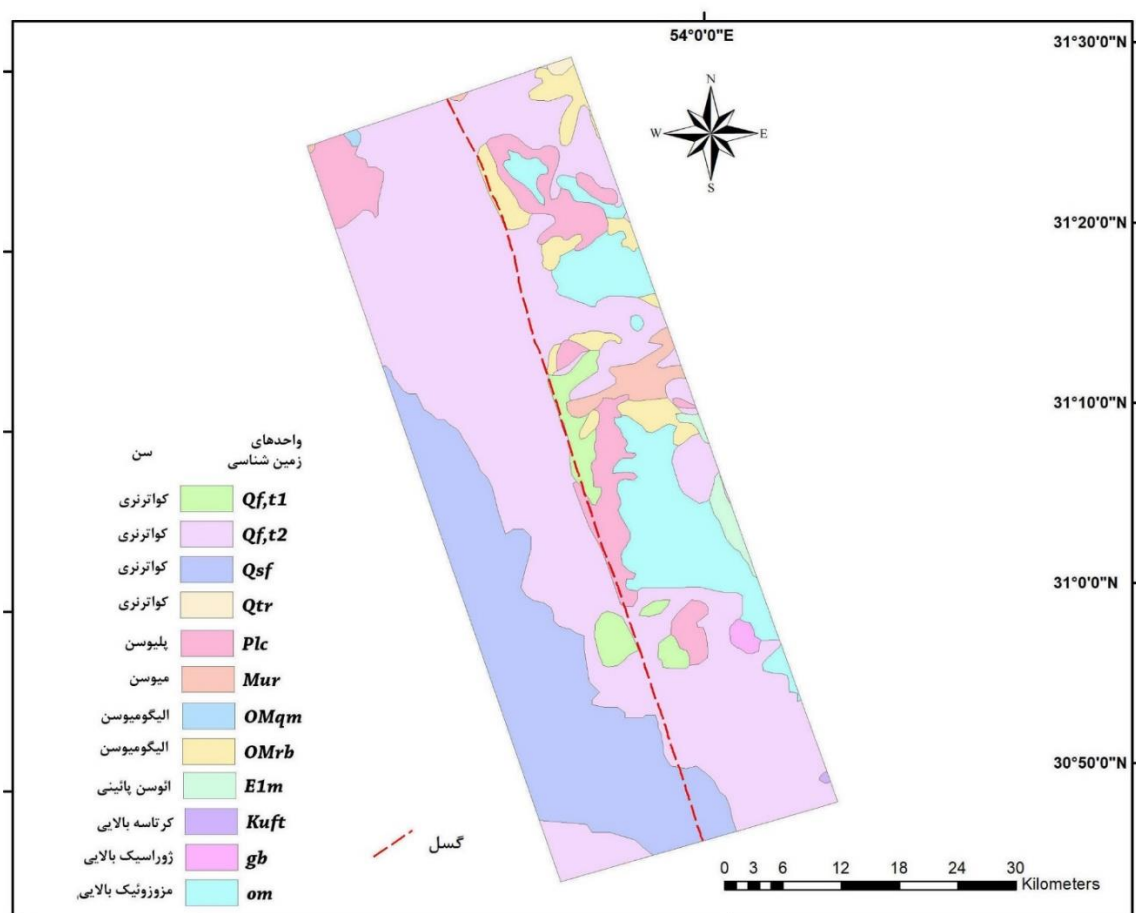 54°0'0"E
31°30'0"N
N
W E
S
31°20'0"N
31°10'0"N
31°0'0"N
30°50'0"N
واحدهای
زمین شناسی
سن
Qf,t1 کواترنری
Qf,t2 کواترنری
Qsf کواترنری
Qtr کواترنری
Plc پلیوسن
Mur میوسن
OMqm الیگومیوسن
OMrb الیگومیوسن
E1m ائوسن پائینی
Kuft کرتاسه بالایی
gb ژوراسیک بالایی
om مزوزوئیک بالایی
گسل
0 3 6 12 18 24 30
Kilometers